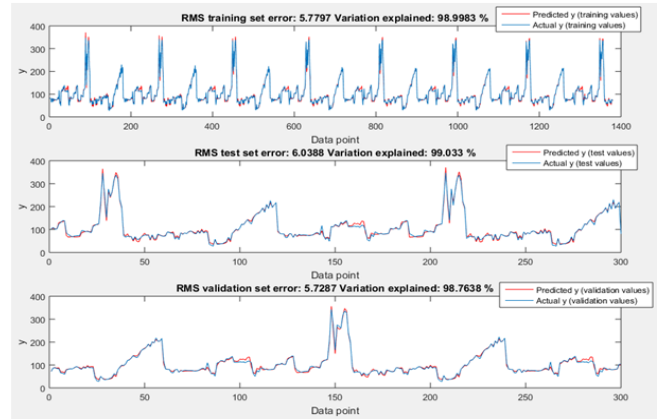 RMS training set error: 5.7797 Variation explained: 98.9983 %
Predicted y (training values)
Actual y (training values)
400
300
200
100
0
y
0 200 400 600 800 1000 1200 1400
Data point
RMS test set error: 6.0388 Variation explained: 99.033 %
Predicted y (test values)
Actual y (test values)
400
300
200
100
0
y
0 50 100 150 200 250 300
Data point
RMS validation set error: 5.7287 Variation explained: 98.7638 %
Predicted y (validation values)
Actual y (validation values)
400
300
200
100
0
y
0 50 100 150 200 250 300
Data point